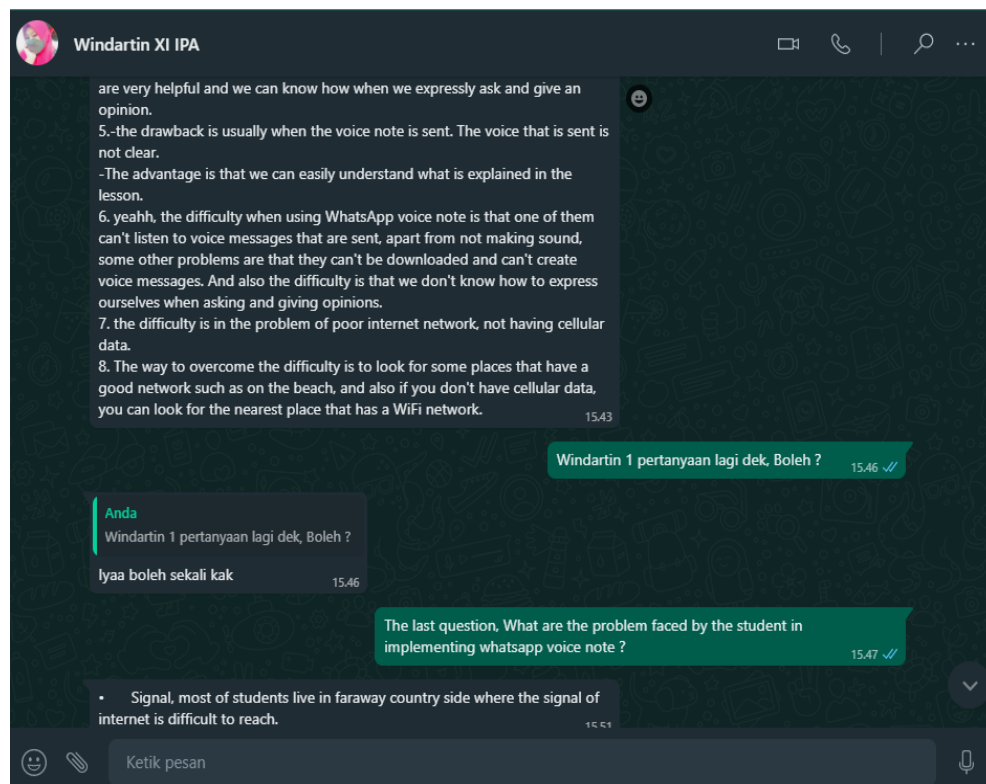 Windartin XI IPA
are very helpful and we can know how when we expressly ask and give an
opinion.
5.-the drawback is usually when the voice note is sent. The voice that is sent is
not clear.
-The advantage is that we can easily understand what is explained in the
lesson.
6. yeahh, the difficulty when using WhatsApp voice note is that one of them
can't listen to voice messages that are sent, apart from not making sound,
some other problems are that they can't be downloaded and can't create
voice messages. And also the difficulty is that we don't know how to express
ourselves when asking and giving opinions.
7. the difficulty is in the problem of poor internet network, not having cellular
data.
8. The way to overcome the difficulty is to look for some places that have a
good network such as on the beach, and also if you don't have cellular data,
you can look for the nearest place that has a WiFi network.
15.43
Windartin 1 pertanyaan lagi dek, Boleh ?
15.46
Anda
Windartin 1 pertanyaan lagi dek, Boleh ?
Iyaa boleh sekali kak
15.46
The last question, What are the problem faced by the student in
implementing whatsapp voice note ?
15.47
• Signal, most of students live in faraway country side where the signal of
internet is difficult to reach.
15.51
Ketik pesan